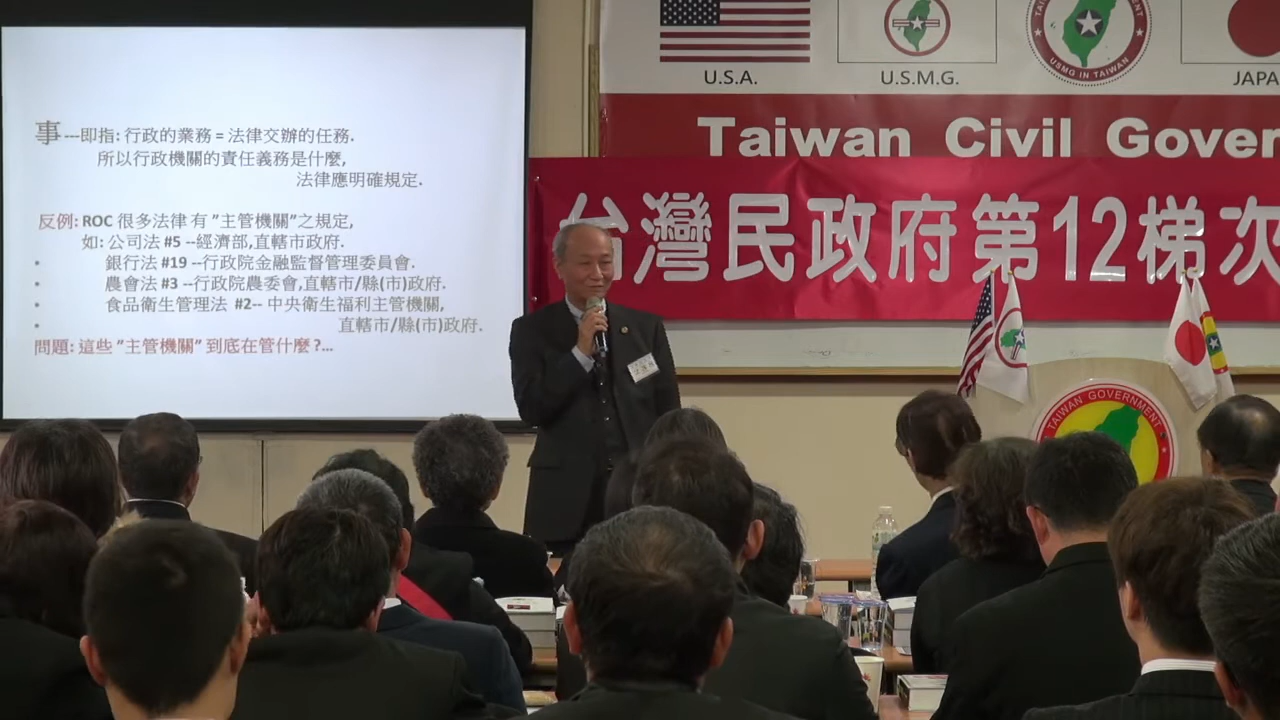 事 ---即指: 行政的業務 = 法律交辦的任務.
所以行政機關的責任義務是什麼,
法律應明確規定.
反例: ROC 很多法律 有 ”主管機關”之規定,
如: 公司法 #5 --經濟部,直轄市政府.
• 銀行法 #19 --行政院金融監督管理委員會.
• 農會法 #3 --行政院農委會,直轄市/縣(市)政府.
• 食品衛生管理法 #2-- 中央衛生福利主管機關,
• 直轄市/縣(市)政府.
問題: 這些 ”主管機關” 到底在管什麼 ?...
U.S.A.
U.S.M.G.
USMG IN TAIWAN
JAPA
Taiwan Civil Gover
台灣民政府第12梯次
TAIWAN GOVERNMENT